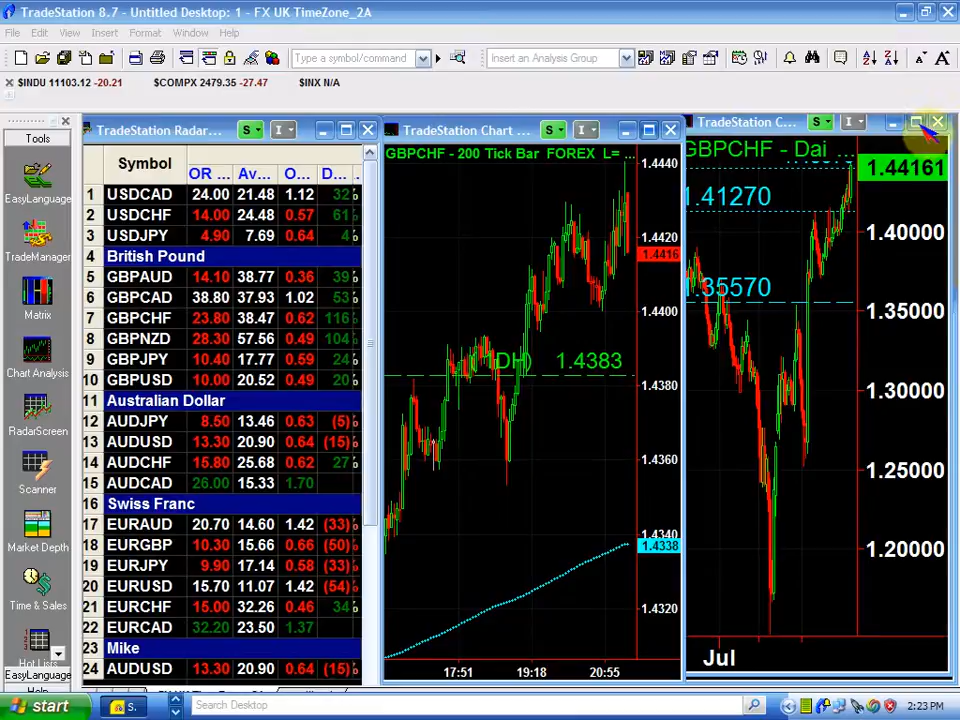 TradeStation 8.7 - Untitled Desktop: 1 - FX UK TimeZone_2A
File Edit View Insert Format Window Help
Type a symbol/command
Insert an Analysis Group
$INDU 11103.12 -20.21 $COMPX 2479.35 -27.47 $INX N/A
Tools
EasyLanguage
TradeManager
Matrix
Chart Analysis
RadarScreen
Scanner
Market Depth
Time & Sales
Hot Lists
EasyLanguage
Help
TradeStation Radar...
S I
Symbol OR ... Av... O... D...
1 USDCAD 24.00 21.48 1.12 32%
2 USDCHF 14.00 24.48 0.57 61%
3 USDJPY 4.90 7.69 0.64 4%
4 British Pound
5 GBPAUD 14.10 38.77 0.36 39%
6 GBPCAD 38.80 37.93 1.02 53%
7 GBPCHF 23.80 38.47 0.62 116%
8 GBPNZD 28.30 57.56 0.49 104%
9 GBPJPY 10.40 17.77 0.59 24%
10 GBPUSD 10.00 20.52 0.49 20%
11 Australian Dollar
12 AUDJPY 8.50 13.46 0.63 (5)%
13 AUDUSD 13.30 20.90 0.64 (15)%
14 AUDCHF 15.80 25.68 0.62 27%
15 AUDCAD 26.00 15.33 1.70
16 Swiss Franc
17 EURAUD 20.70 14.60 1.42 (33)%
18 EURGBP 10.30 15.66 0.66 (50)%
19 EURJPY 9.90 17.14 0.58 (33)%
20 EURUSD 15.70 11.07 1.42 (54)%
21 EURCHF 15.00 32.26 0.46 34%
22 EURCAD 32.20 23.50 1.37
23 Mike
24 AUDUSD 13.30 20.90 0.64 (15)%
TradeStation Chart ...
S I
GBPCHF - 200 Tick Bar FOREX L= ...
1.4440
1.4420
1.4416
1.4400
DH) 1.4383
1.4380
1.4360
1.4340
1.4338
1.4320
17:51 19:18 20:55
TradeStation C...
S I
GBPCHF - Dai ...
1.44161
1.41270
1.40000
1.35570
1.35000
1.30000
1.25000
1.20000
Jul
start
S.
Search Desktop
2:23 PM